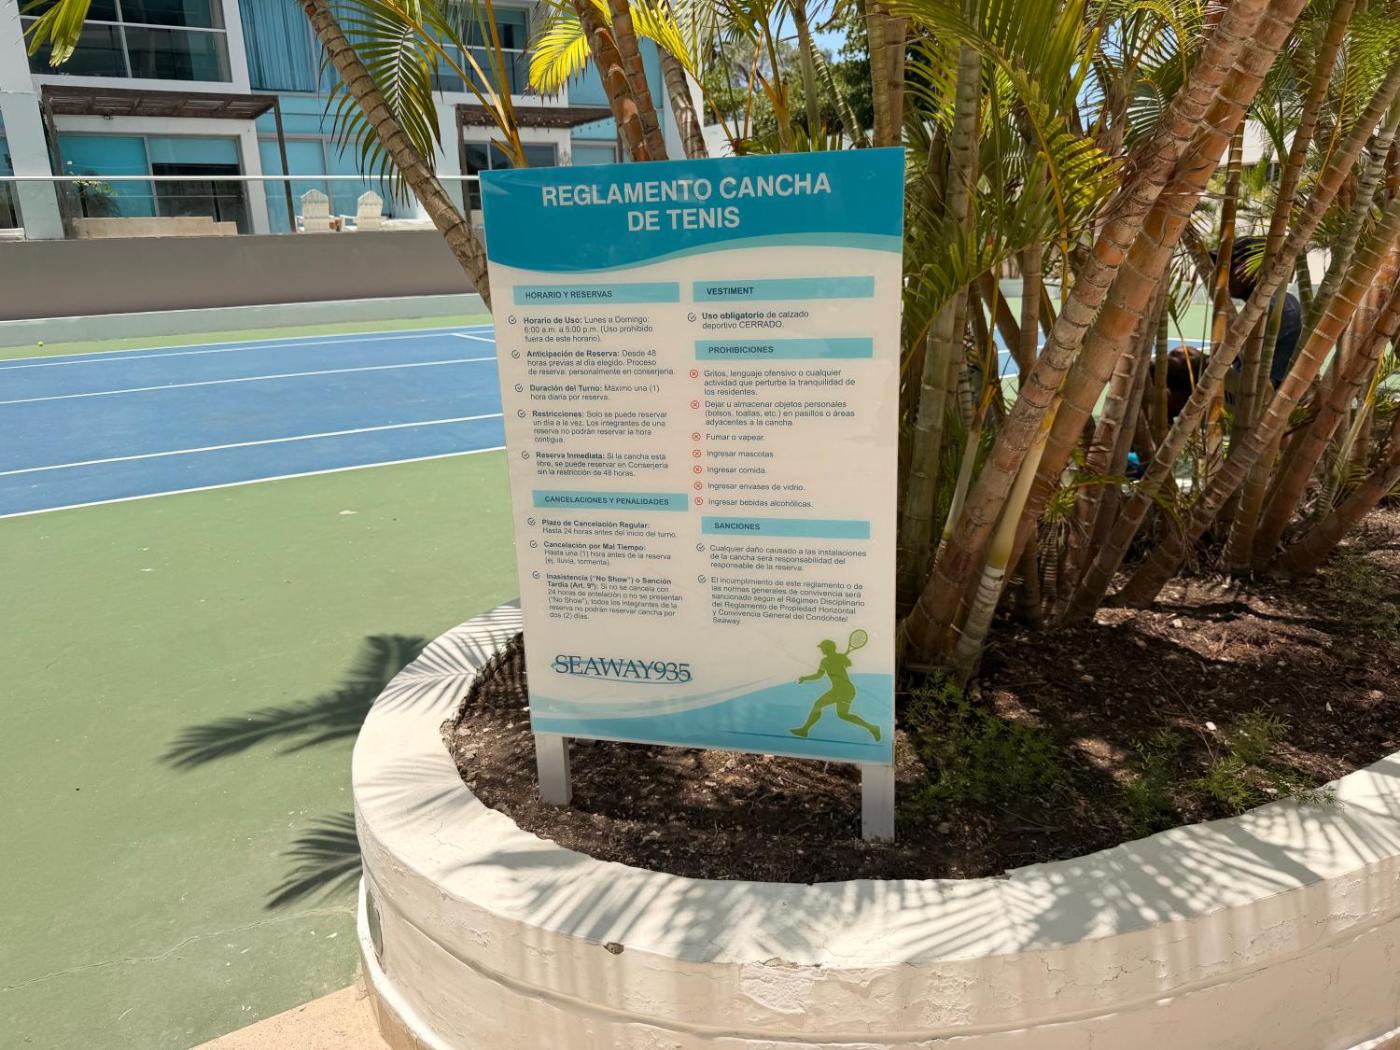 REGLAMENTO CANCHA
DE TENIS
HORARIO Y RESERVAS
Horario de Uso: Lunes a Domingo:
6:00 a.m. a 5:00 p.m. (Uso prohibido
fuera de este horario).
Anticipación de Reserva: Desde 48
horas previas al día elegido. Proceso
de reserva: personalmente en conserjería.
Duración del Turno: Máximo una (1)
hora diaria por reserva.
Restricciones: Solo se puede reservar
un día a la vez. Los integrantes de una
reserva no podrán reservar la hora
contigua.
Reserva Inmediata: Si la cancha está
libre, se puede reservar en Conserjería
sin la restricción de 48 horas.
CANCELACIONES Y PENALIDADES
Plazo de Cancelación Regular:
Hasta 24 horas antes del inicio del turno.
Cancelación por Mal Tiempo:
Hasta una (1) hora antes de la reserva
(ej. lluvia, tormenta).
Inasistencia ("No Show") o Sanción
Tardía (Art. 9º): Si no se cancela con
24 horas de antelación o no se presentan
("No Show"), todos los integrantes de la
reserva no podrán reservar cancha por
dos (2) días.
VESTIMENT
Uso obligatorio de calzado
deportivo CERRADO.
PROHIBICIONES
Gritos, lenguaje ofensivo o cualquier
actividad que perturbe la tranquilidad de
los residentes.
Dejar u almacenar objetos personales
(bolsos, toallas, etc.) en pasillos o áreas
adyacentes a la cancha.
Fumar o vapear.
Ingresar mascotas.
Ingresar comida.
Ingresar envases de vidrio.
Ingresar bebidas alcohólicas.
SANCIONES
Cualquier daño causado a las instalaciones
de la cancha será responsabilidad del
responsable de la reserva.
El incumplimiento de este reglamento o de
las normas generales de convivencia será
sancionado según el Régimen Disciplinario
del Reglamento de Propiedad Horizontal
y Convivencia General del Condohotel
Seaway.
SEAWAY935